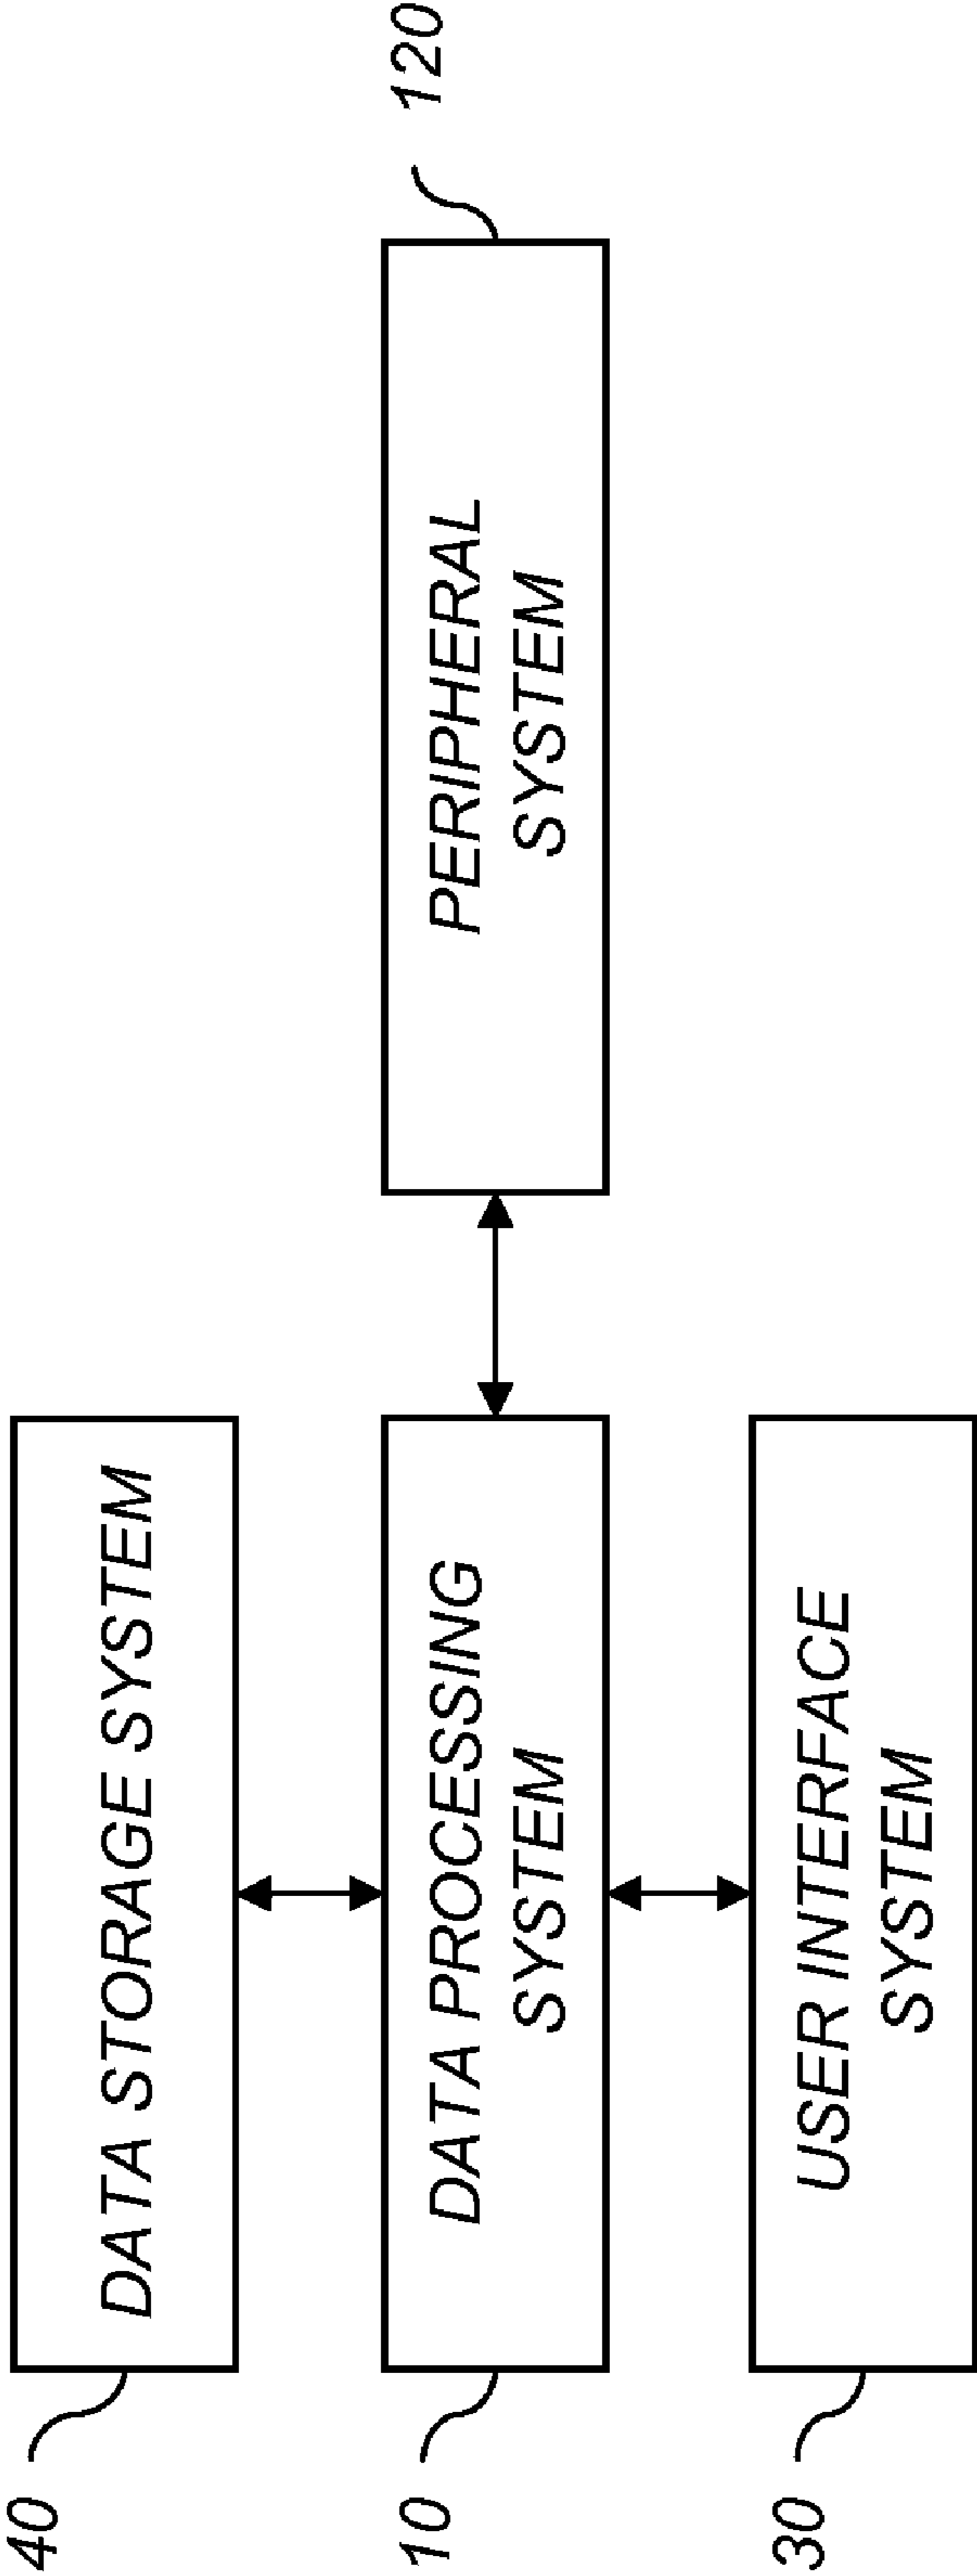 40
DATA STORAGE SYSTEM
10
DATA PROCESSING
SYSTEM
PERIPHERAL
SYSTEM
120
30
USER INTERFACE
SYSTEM